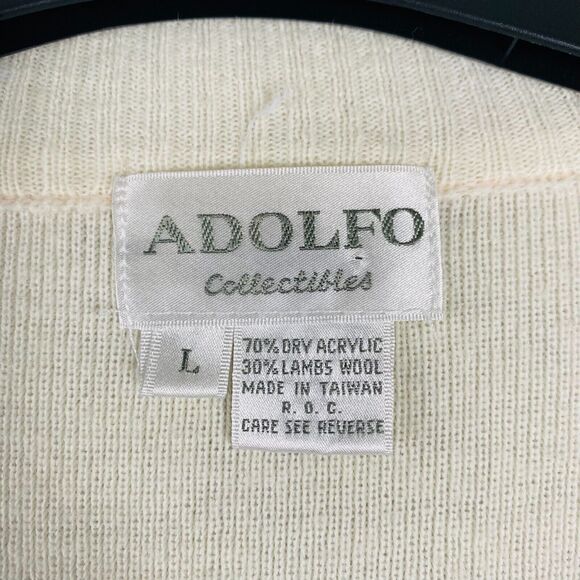 ADOLFO
Collectibles
L
70% DRY ACRYLIC
30% LAMBS WOOL
MADE IN TAIWAN
R. O. C.
CARE SEE REVERSE